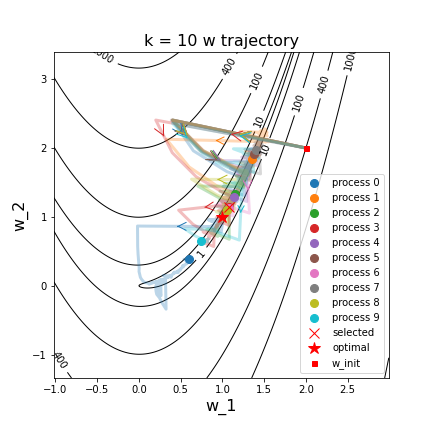 k = 10 w trajectory
400
1000
100
400
10
100
10
1
400
3
2
1
0
−1
w_2
−1.0
−0.5
0.0
0.5
1.0
1.5
2.0
2.5
w_1
process 0
process 1
process 2
process 3
process 4
process 5
process 6
process 7
process 8
process 9
selected
optimal
w_init